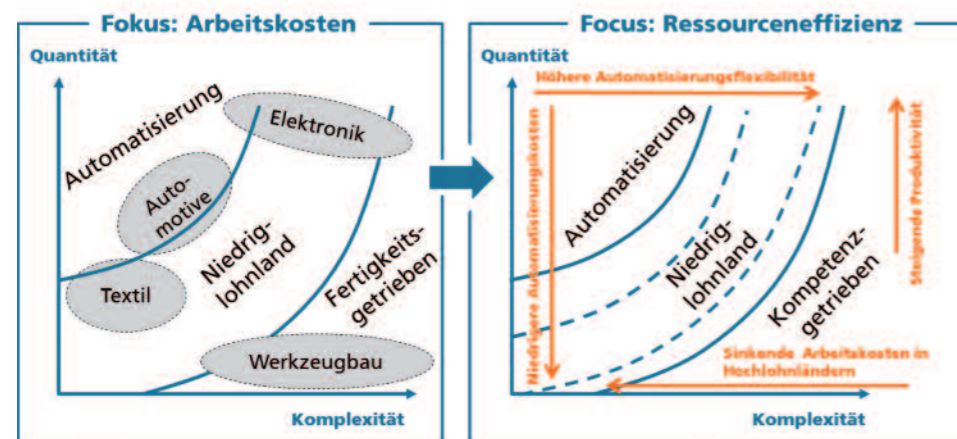 Fokus: Arbeitskosten
Quantität
Automatisierung
Elektronik
Auto-
motive
Niedrig-
lohnland
Textil
Fertigkeits-
getrieben
Werkzeugbau
Komplexität
Focus: Ressourceneffizienz
Quantität
Höhere Automatisierungsflexibilität
Niedrigere Automatisierungskosten
Automatisierung
Niedrig-
lohnland
Kompetenz-
getrieben
Steigende Produktivität
Sinkende Arbeitskosten in
Hochlohnländern
Komplexität